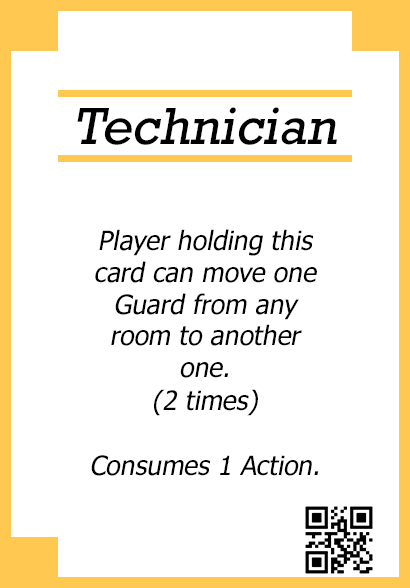 Technician
Player holding this
card can move one
Guard from any
room to another
one.
(2 times)
Consumes 1 Action.